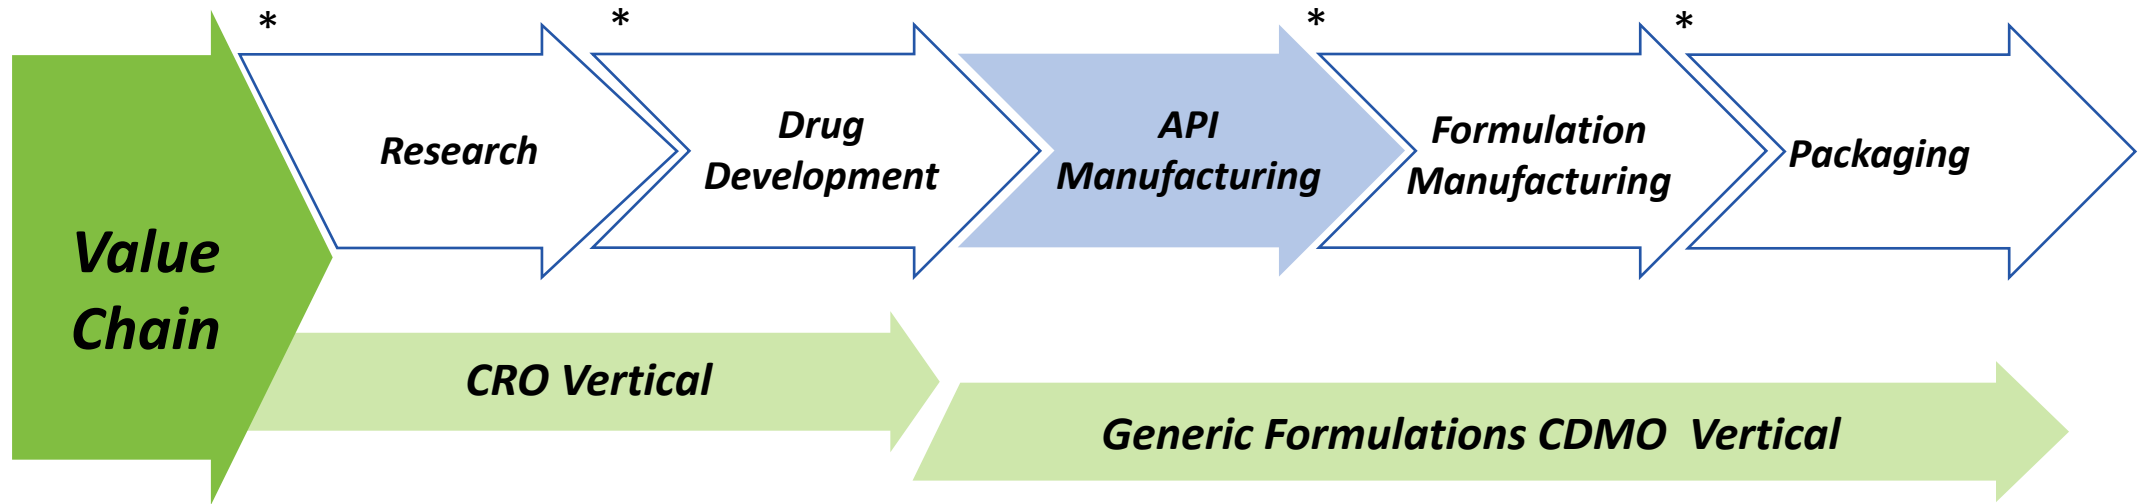 *
*
*
*
Research
Drug
Development
API
Manufacturing
Formulation
Manufacturing
Packaging
Value
Chain
CRO Vertical
Generic Formulations CDMO  Vertical